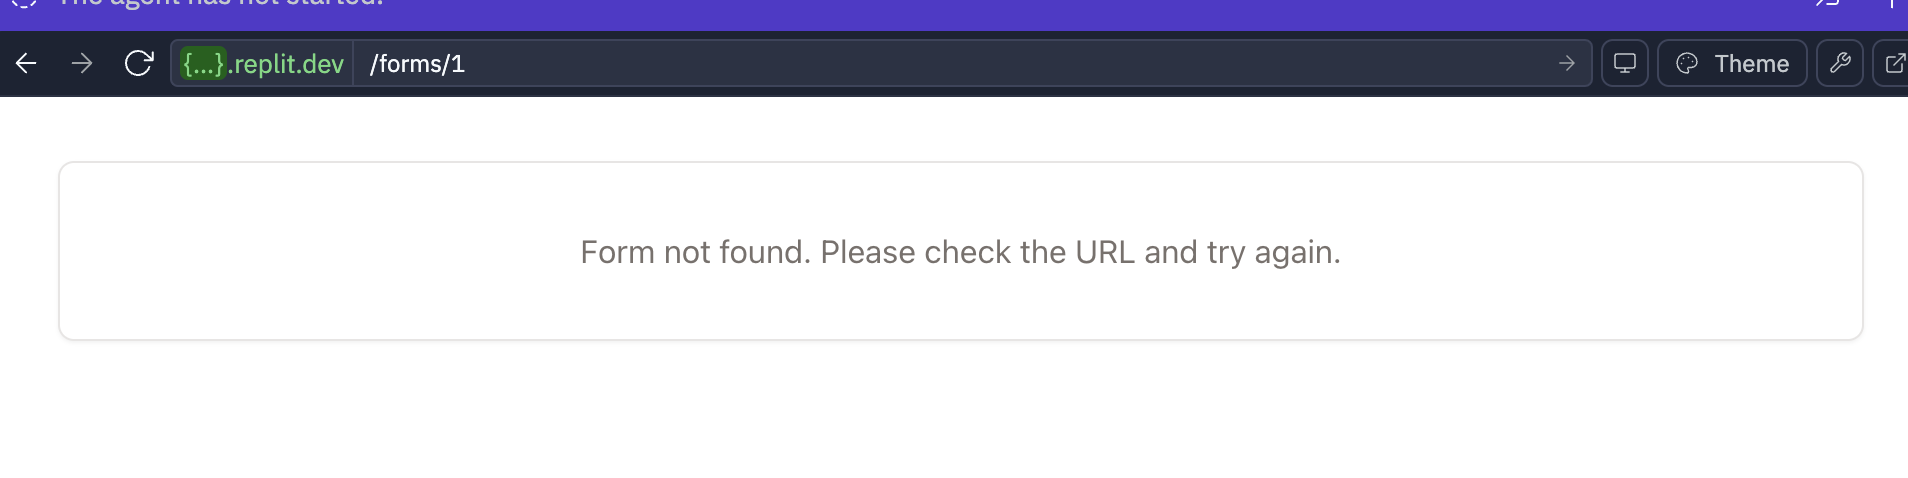 The agent has not started.
{...}.replit.dev /forms/1 Theme
Form not found. Please check the URL and try again.